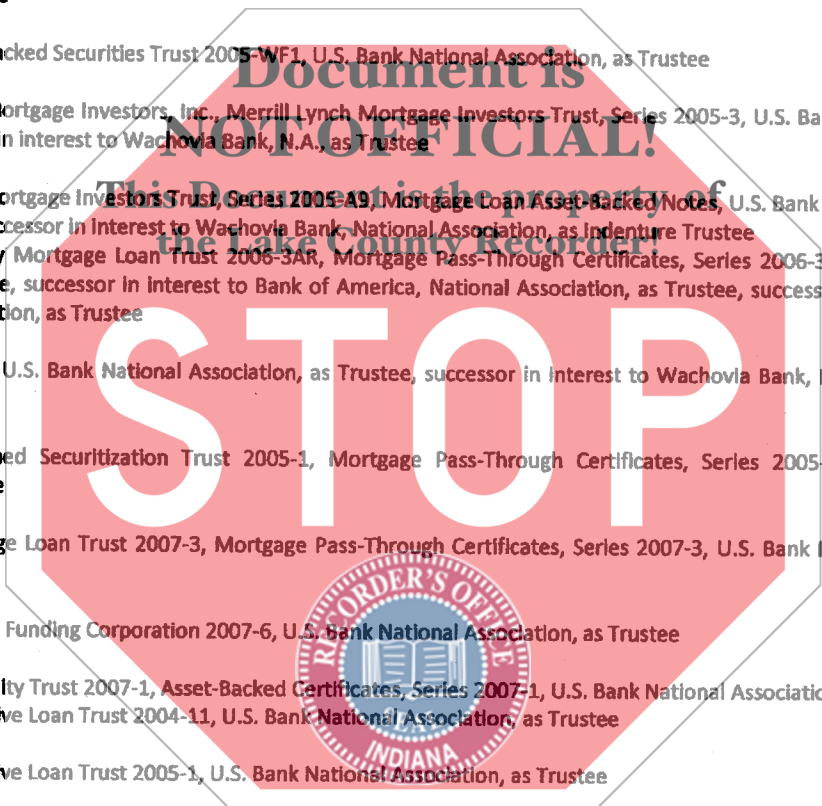 cked Securities Trust 2005-WF1, U.S. Bank National Association, as Trustee
Document is
ortgage Investors, Inc., Merrill Lynch Mortgage Investors Trust, Series 2005-3, U.S. Ba
NOT OFFICIAL!
n interest to Wachovia Bank, N.A., as Trustee
This Document is the property of
ortgage Investors Trust, Series 2005-A9, Mortgage Loan Asset-Backed Notes, U.S. Bank
the Lake County Recorder!
ccessor in interest to Wachovia Bank, National Association, as Indenture Trustee
y Mortgage Loan Trust 2006-3AR, Mortgage Pass-Through Certificates, Series 2006-3
e, successor in interest to Bank of America, National Association, as Trustee, success
tion, as Trustee
STOP
U.S. Bank National Association, as Trustee, successor in interest to Wachovia Bank,
ed Securitization Trust 2005-1, Mortgage Pass-Through Certificates, Series 2005-
e
ge Loan Trust 2007-3, Mortgage Pass-Through Certificates, Series 2007-3, U.S. Bank
RECORDER'S OFFICE
Funding Corporation 2007-6, U.S. Bank National Association, as Trustee
ity Trust 2007-1, Asset-Backed Certificates, Series 2007-1, U.S. Bank National Associatio
SEAL
ve Loan Trust 2004-11, U.S. Bank National Association, as Trustee
INDIANA
ve Loan Trust 2005-1, U.S. Bank National Association, as Trustee